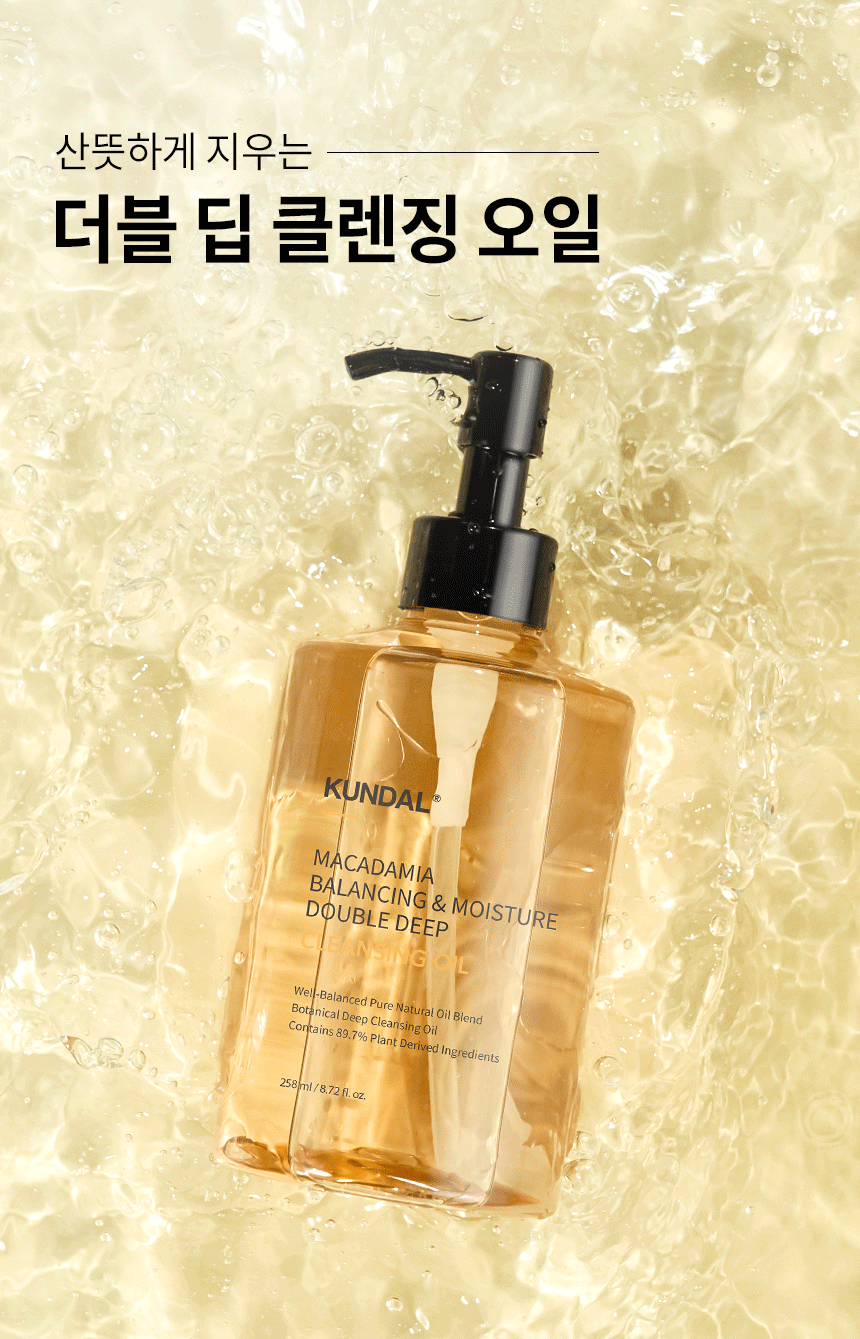 산뜻하게 지우는
더블 딥 클렌징 오일
KUNDAL®
MACADAMIA
BALANCING & MOISTURE
DOUBLE DEEP
CLEANSING OIL
Well-Balanced Pure Natural Oil Blend
Botanical Deep Cleansing Oil
Contains 89.7% Plant Derived Ingredients
258 ml / 8.72 fl. oz.